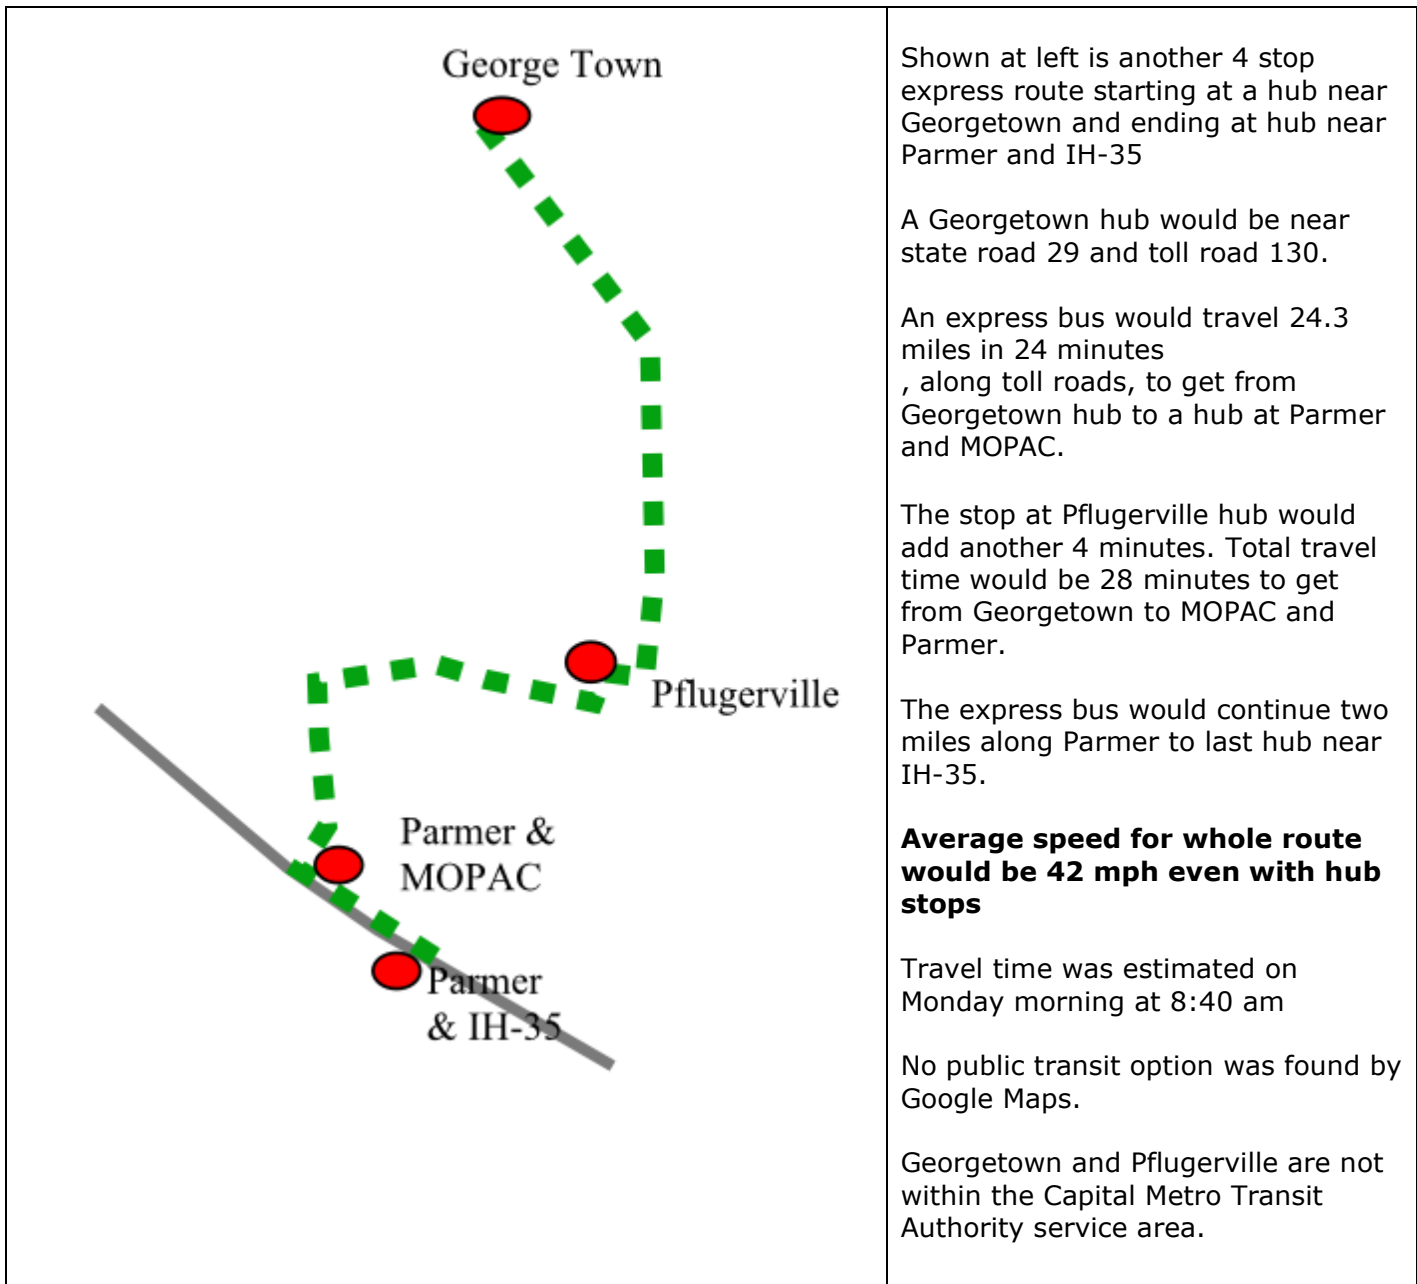 George Town
Pflugerville
Parmer &
MOPAC
Parmer
& IH-35
Shown at left is another 4 stop
express route starting at a hub near
Georgetown and ending at hub near
Parmer and IH-35
A Georgetown hub would be near
state road 29 and toll road 130.
An express bus would travel 24.3
miles in 24 minutes
, along toll roads, to get from
Georgetown hub to a hub at Parmer
and MOPAC.
The stop at Pflugerville hub would
add another 4 minutes. Total travel
time would be 28 minutes to get
from Georgetown to MOPAC and
Parmer.
The express bus would continue two
miles along Parmer to last hub near
IH-35.
Average speed for whole route
would be 42 mph even with hub
stops
Travel time was estimated on
Monday morning at 8:40 am
No public transit option was found by
Google Maps.
Georgetown and Pflugerville are not
within the Capital Metro Transit
Authority service area.